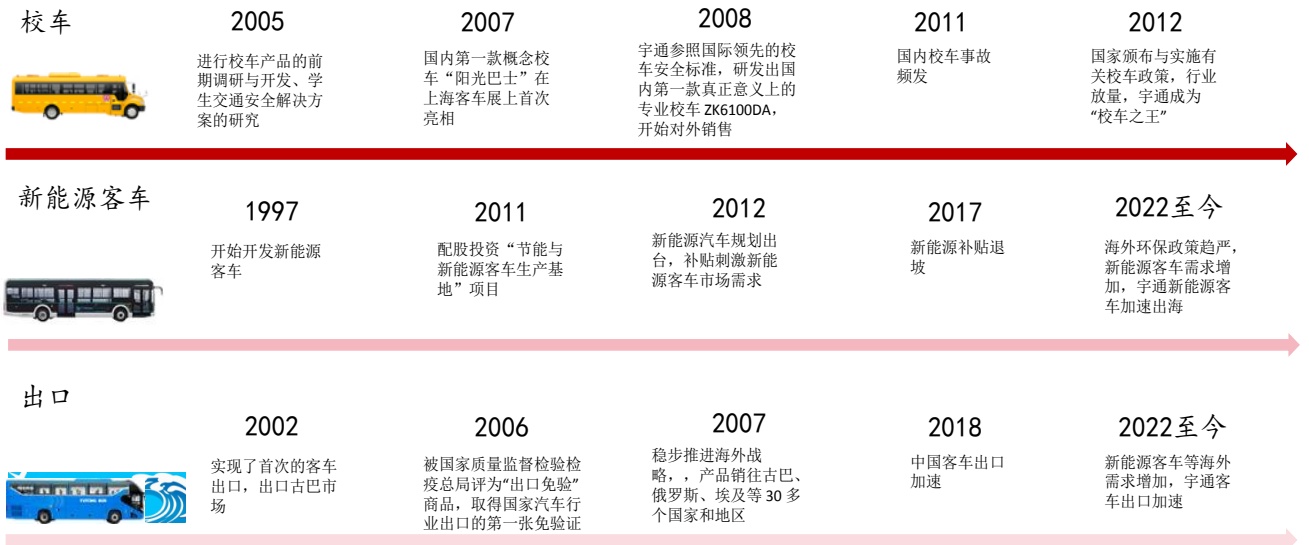 校车
2005
进行校车产品的前
期调研与开发、学
生交通安全解决方
案的研究
2007
国内第一款概念校
车“阳光巴士”在
上海客车展上首次
亮相
2008
宇通参照国际领先的校
车安全标准，研发出国
内第一款真正意义上的
专业校车 ZK6100DA，
开始对外销售
2011
国内校车事故
频发
2012
国家颁布与实施有
关校车政策，行业
放量，宇通成为
“校车之王”
新能源客车
1997
开始开发新能源
客车
2011
配股投资“节能与
新能源客车生产基
地”项目
2012
新能源汽车规划出
台，补贴刺激新能
源客车市场需求
2017
新能源补贴退
坡
2022至今
海外环保政策趋严，
新能源客车需求增
加，宇通新能源客
车加速出海
出口
2002
实现了首次的客车
出口，出口古巴市
场
2006
被国家质量监督检验检
疫总局评为“出口免验”
商品，取得国家汽车行
业出口的第一张免验证
2007
稳步推进海外战
略，，产品销往古巴、
俄罗斯、埃及等 30 多
个国家和地区
2018
中国客车出口
加速
2022至今
新能源客车等海外
需求增加，宇通客
车出口加速
YUTONG BUS